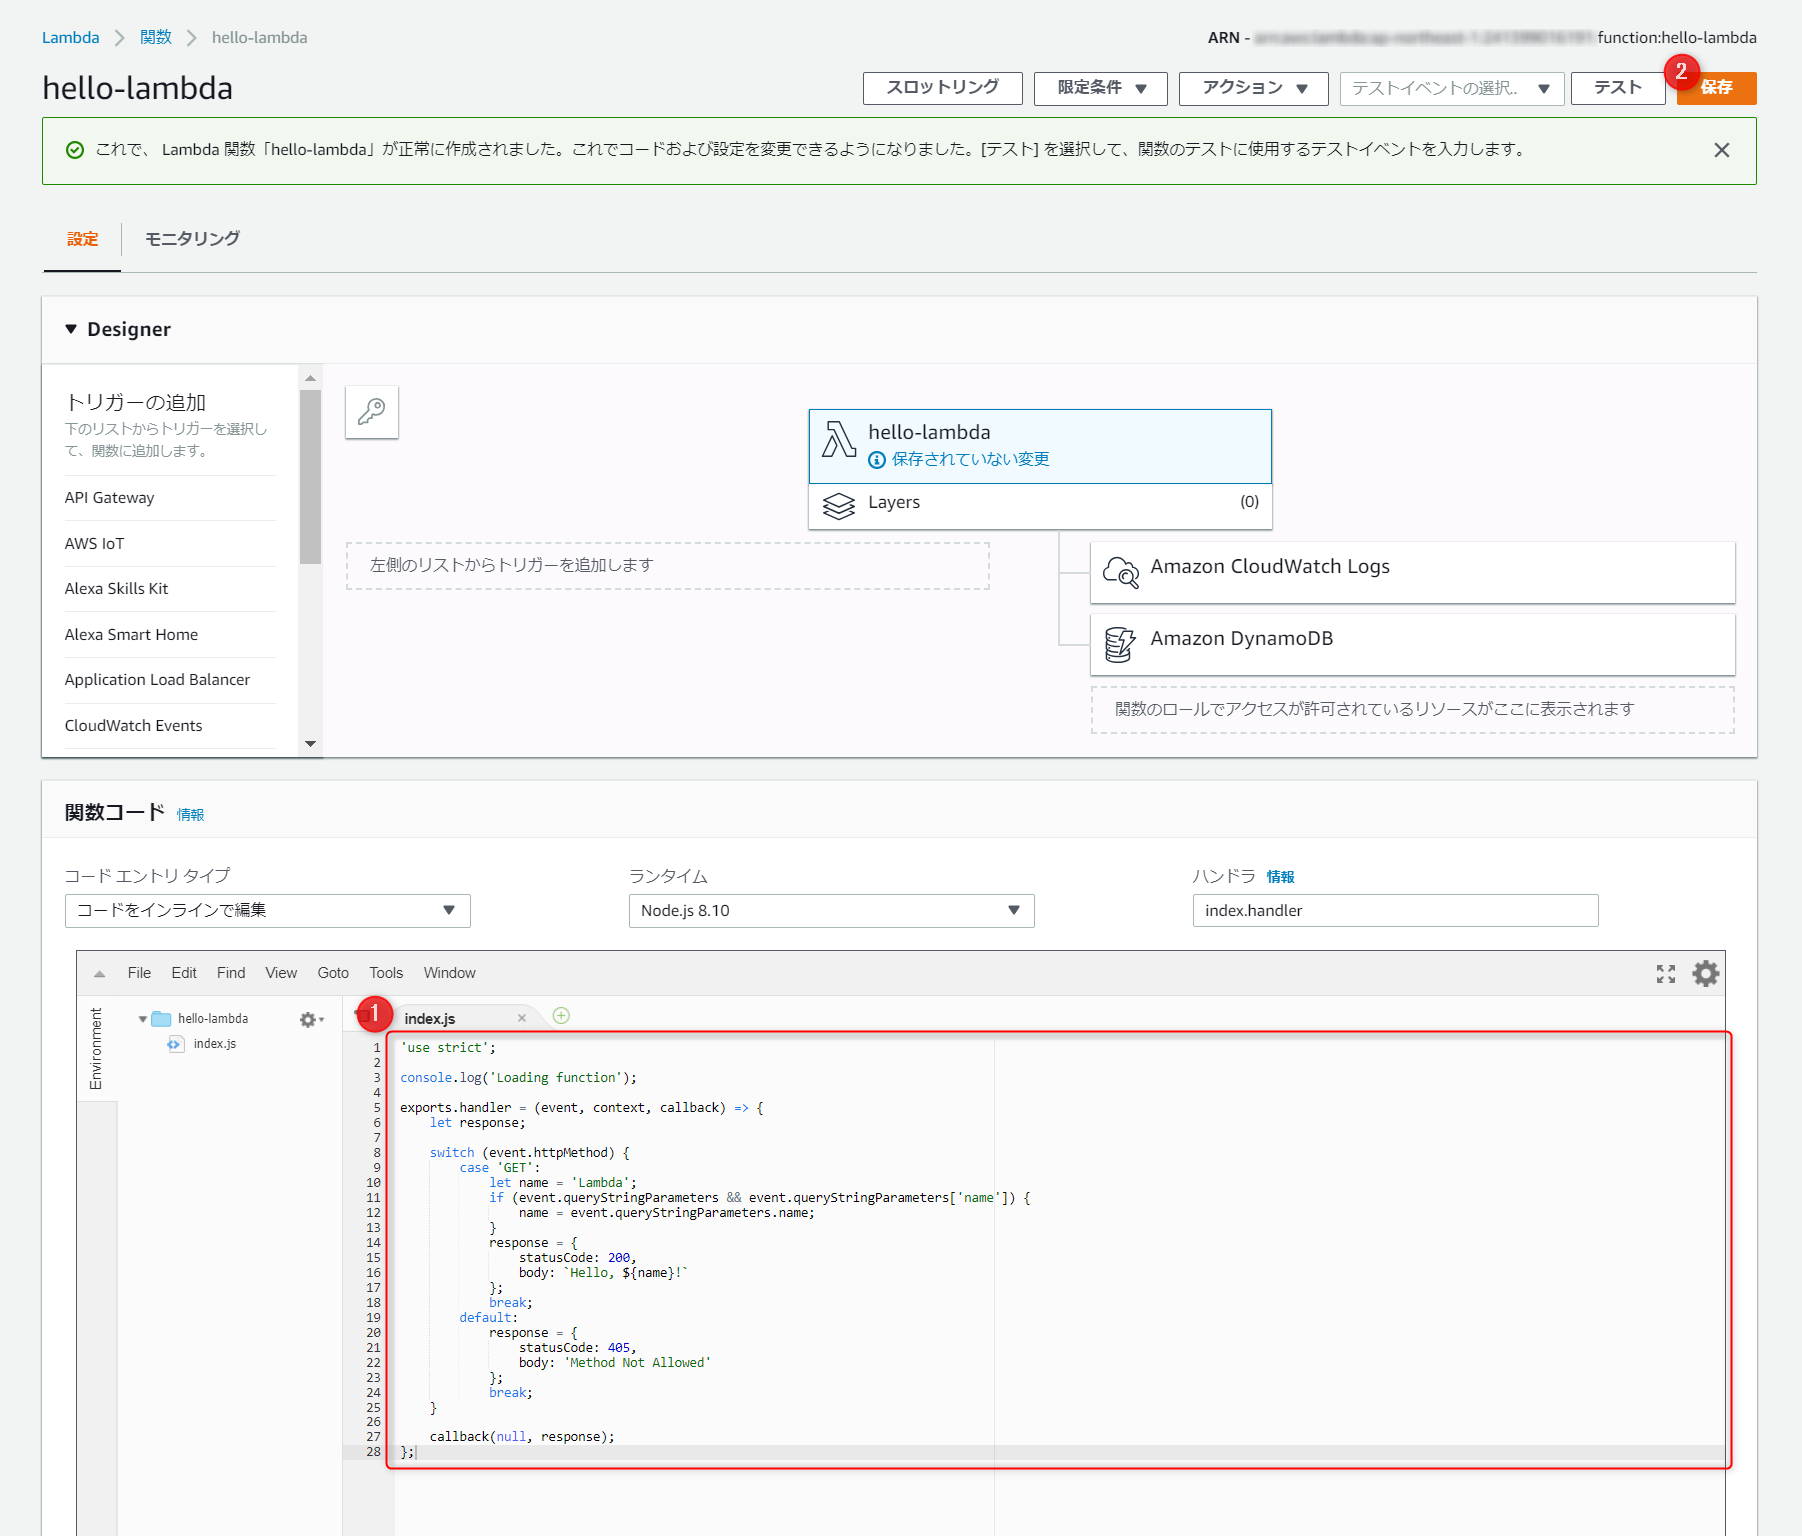 Lambda 関数 hello-lambda
ARN - function:hello-lambda
hello-lambda
スロットリング 限定条件 アクション テストイベントの選択.. テスト 2 保存
これで、 Lambda 関数「hello-lambda」が正常に作成されました。これでコードおよび設定を変更できるようになりました。[テスト] を選択して、関数のテストに使用するテストイベントを入力します。
設定 モニタリング
Designer
トリガーの追加
下のリストからトリガーを選択し
て、関数に追加します。
API Gateway
AWS IoT
Alexa Skills Kit
Alexa Smart Home
Application Load Balancer
CloudWatch Events
hello-lambda
保存されていない変更
Layers (0)
左側のリストからトリガーを追加します
Amazon CloudWatch Logs
Amazon DynamoDB
関数のロールでアクセスが許可されているリソースがここに表示されます
関数コード 情報
コード エントリ タイプ
コードをインラインで編集
ランタイム
Node.js 8.10
ハンドラ 情報
index.handler
File Edit Find View Goto Tools Window
Environment
hello-lambda
index.js
1
index.js
1 'use strict';
2
3 console.log('Loading function');
4
5 exports.handler = (event, context, callback) => {
6     let response;
7
8     switch (event.httpMethod) {
9         case 'GET':
10             let name = 'Lambda';
11             if (event.queryStringParameters && event.queryStringParameters['name']) {
12                 name = event.queryStringParameters.name;
13             }
14             response = {
15                 statusCode: 200,
16                 body: `Hello, ${name}!`
17             };
18             break;
19         default:
20             response = {
21                 statusCode: 405,
22                 body: 'Method Not Allowed'
23             };
24             break;
25     }
26
27     callback(null, response);
28 };